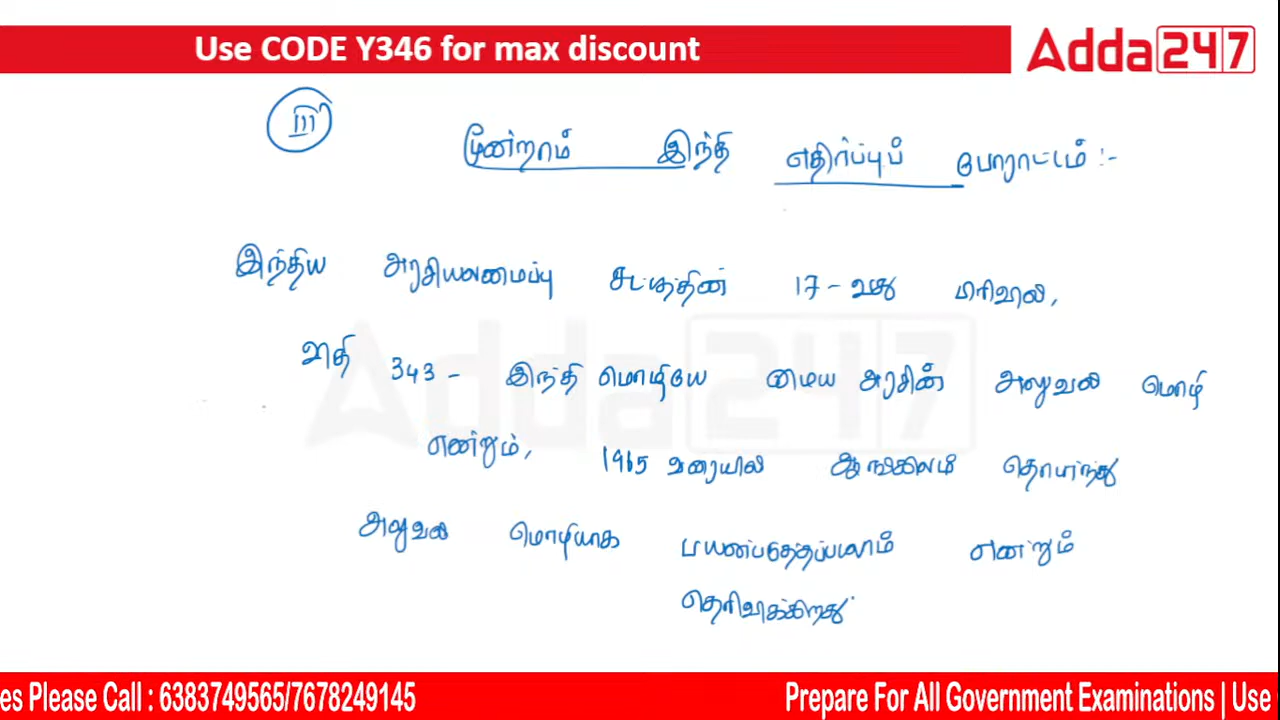 Use CODE Y346 for max discount
Adda247
III
மூன்றாம் இந்தி எதிர்ப்புப் போராட்டம் :-
இந்திய அரசியலமைப்பு சட்டத்தின் 17-வது பிரிவில்,
விதி 343 - இந்தி மொழியே மைய அரசின் அலுவல் மொழி
என்றும், 1965 வரையில் ஆங்கிலம் தொடர்ந்து
அலுவல் மொழியாக பயன்படுத்தப்படலாம் என்றும்
தெரிவிக்கிறது
es Please Call : 6383749565/7678249145
Prepare For All Government Examinations | Use